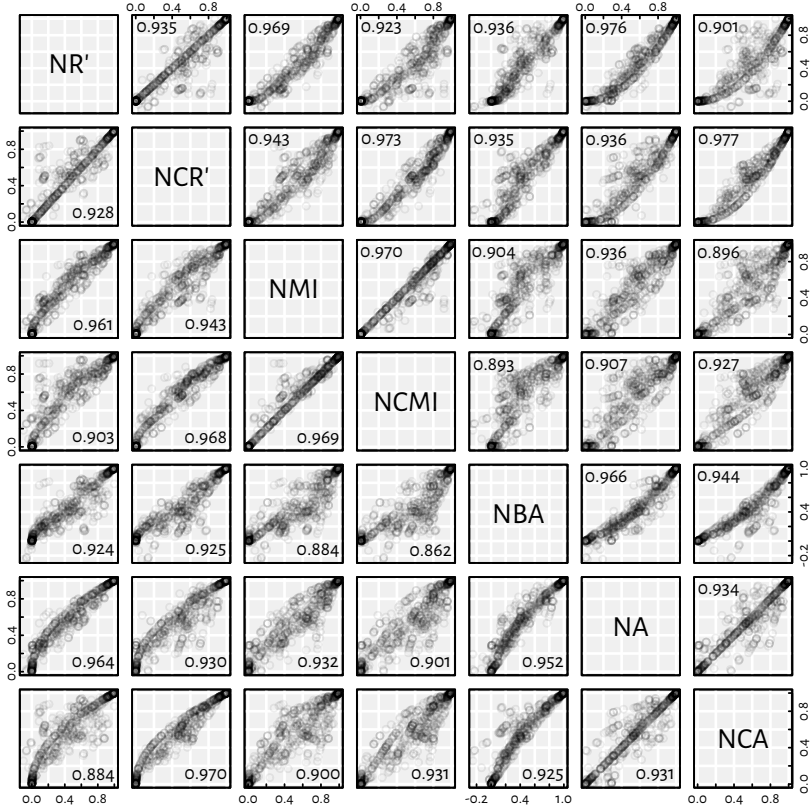 0.0 0.4 0.8 0.0 0.4 0.8 0.0 0.4 0.8
NR' 0.935 0.969 0.923 0.936 0.976 0.901 0.0 0.4 0.8
0.0 0.4 0.8 0.928 NCR' 0.943 0.973 0.935 0.936 0.977
0.961 0.943 NMI 0.970 0.904 0.936 0.896 0.0 0.4 0.8
0.0 0.4 0.8 0.903 0.968 0.969 NCMI 0.893 0.907 0.927
0.924 0.925 0.884 0.862 NBA 0.966 0.944 -0.2 0.4 1.0
0.0 0.4 0.8 0.964 0.930 0.932 0.901 0.952 NA 0.934
0.884 0.970 0.900 0.931 0.925 0.931 NCA 0.0 0.4 0.8
0.0 0.4 0.8 0.0 0.4 0.8 -0.2 0.4 1.0 0.0 0.4 0.8